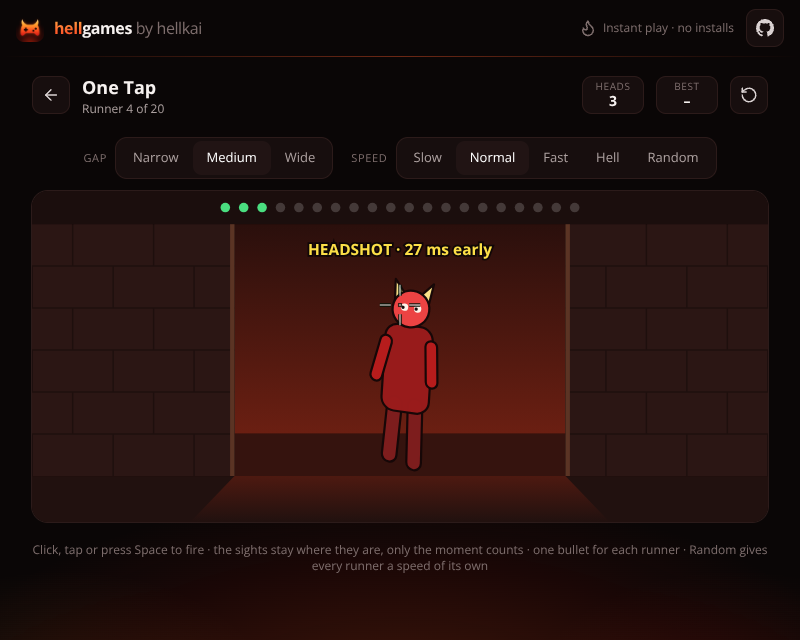 hellgames by hellkai
Instant play · no installs
One Tap
Runner 4 of 20
HEADS
3
BEST
–
GAP
Narrow
Medium
Wide
SPEED
Slow
Normal
Fast
Hell
Random
HEADSHOT · 27 ms early
Click, tap or press Space to fire · the sights stay where they are, only the moment counts · one bullet for each runner · Random gives
every runner a speed of its own